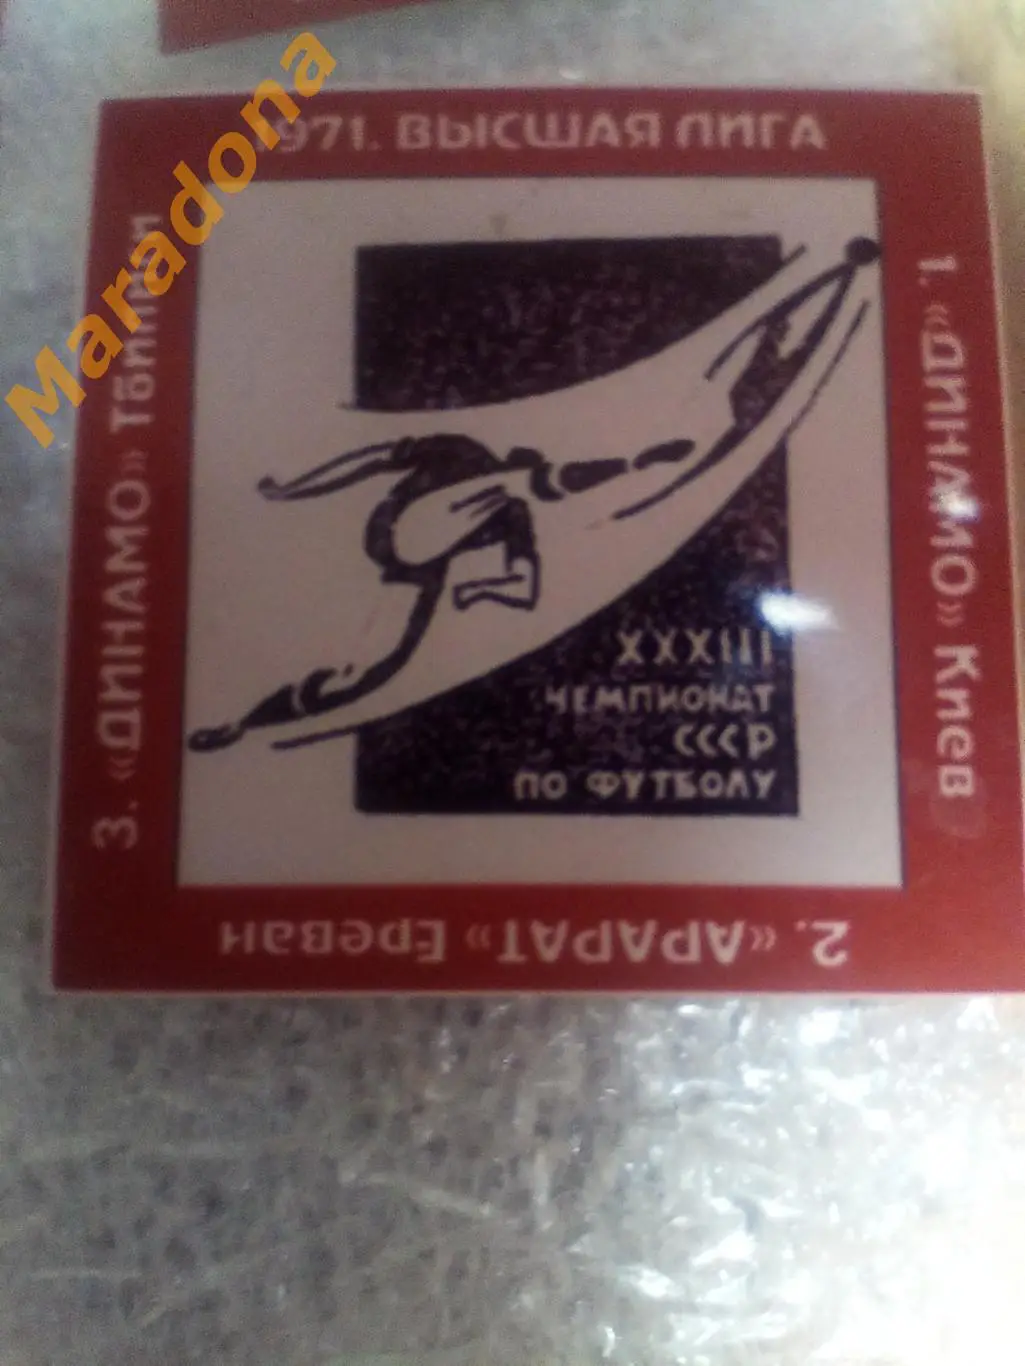 1971. ВЫСШАЯ ЛИГА
1. «ДИНАМО» Киев
2. «АРАРАТ» Ереван
3. «ДИНАМО» Тбилиси
XXXIII
ЧЕМПИОНАТ
СССР
ПО ФУТБОЛУ
Maradona